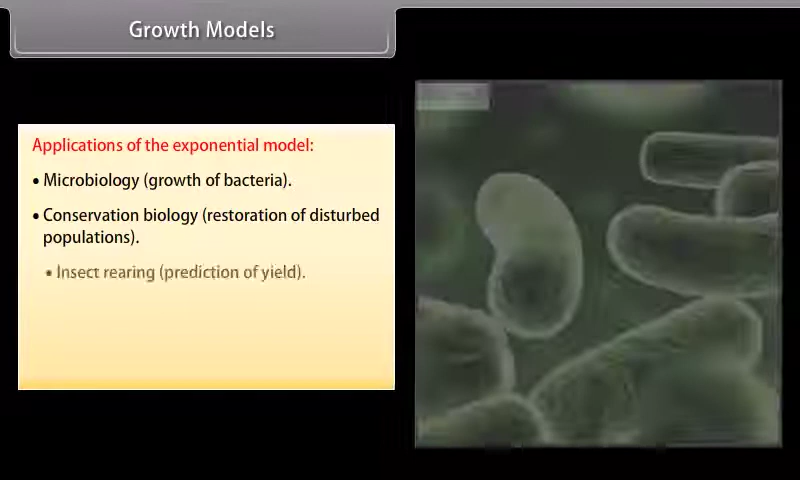 Growth Models
Applications of the exponential model:
• Microbiology (growth of bacteria).
• Conservation biology (restoration of disturbed
populations).
• Insect rearing (prediction of yield).